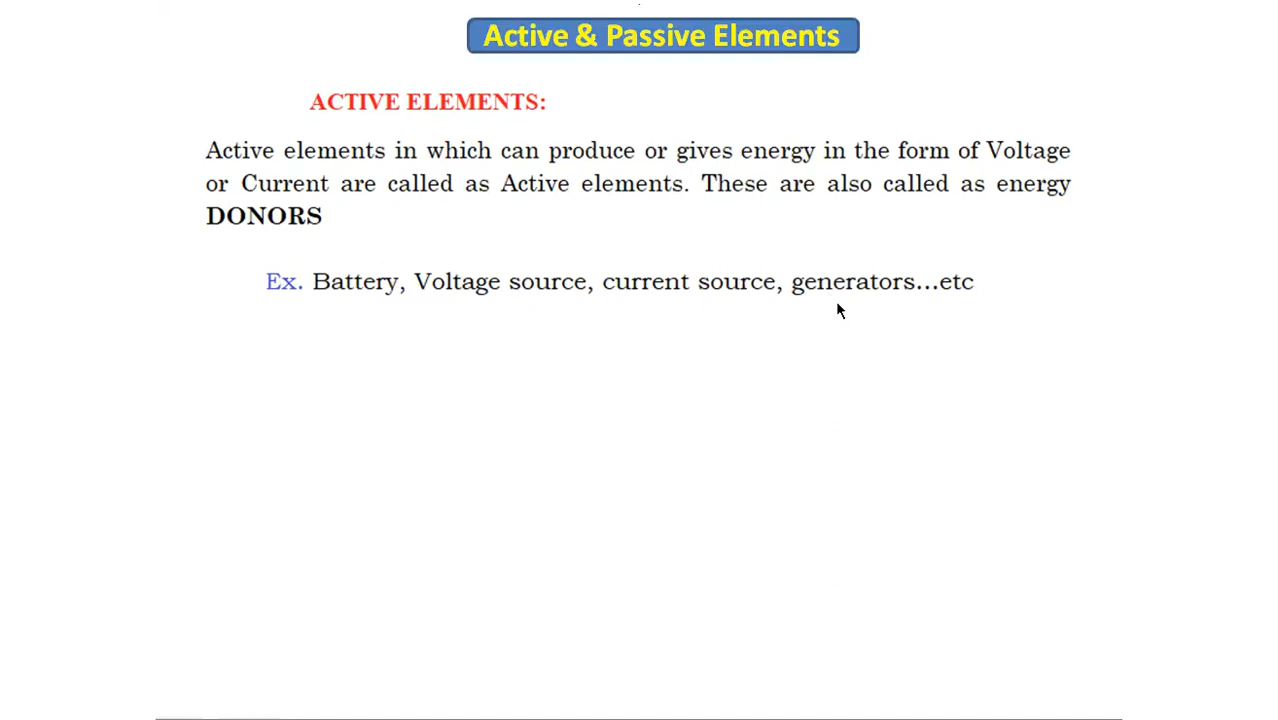 Active & Passive Elements
ACTIVE ELEMENTS:
Active elements in which can produce or gives energy in the form of Voltage
or Current are called as Active elements. These are also called as energy
DONORS
Ex. Battery, Voltage source, current source, generators...etc